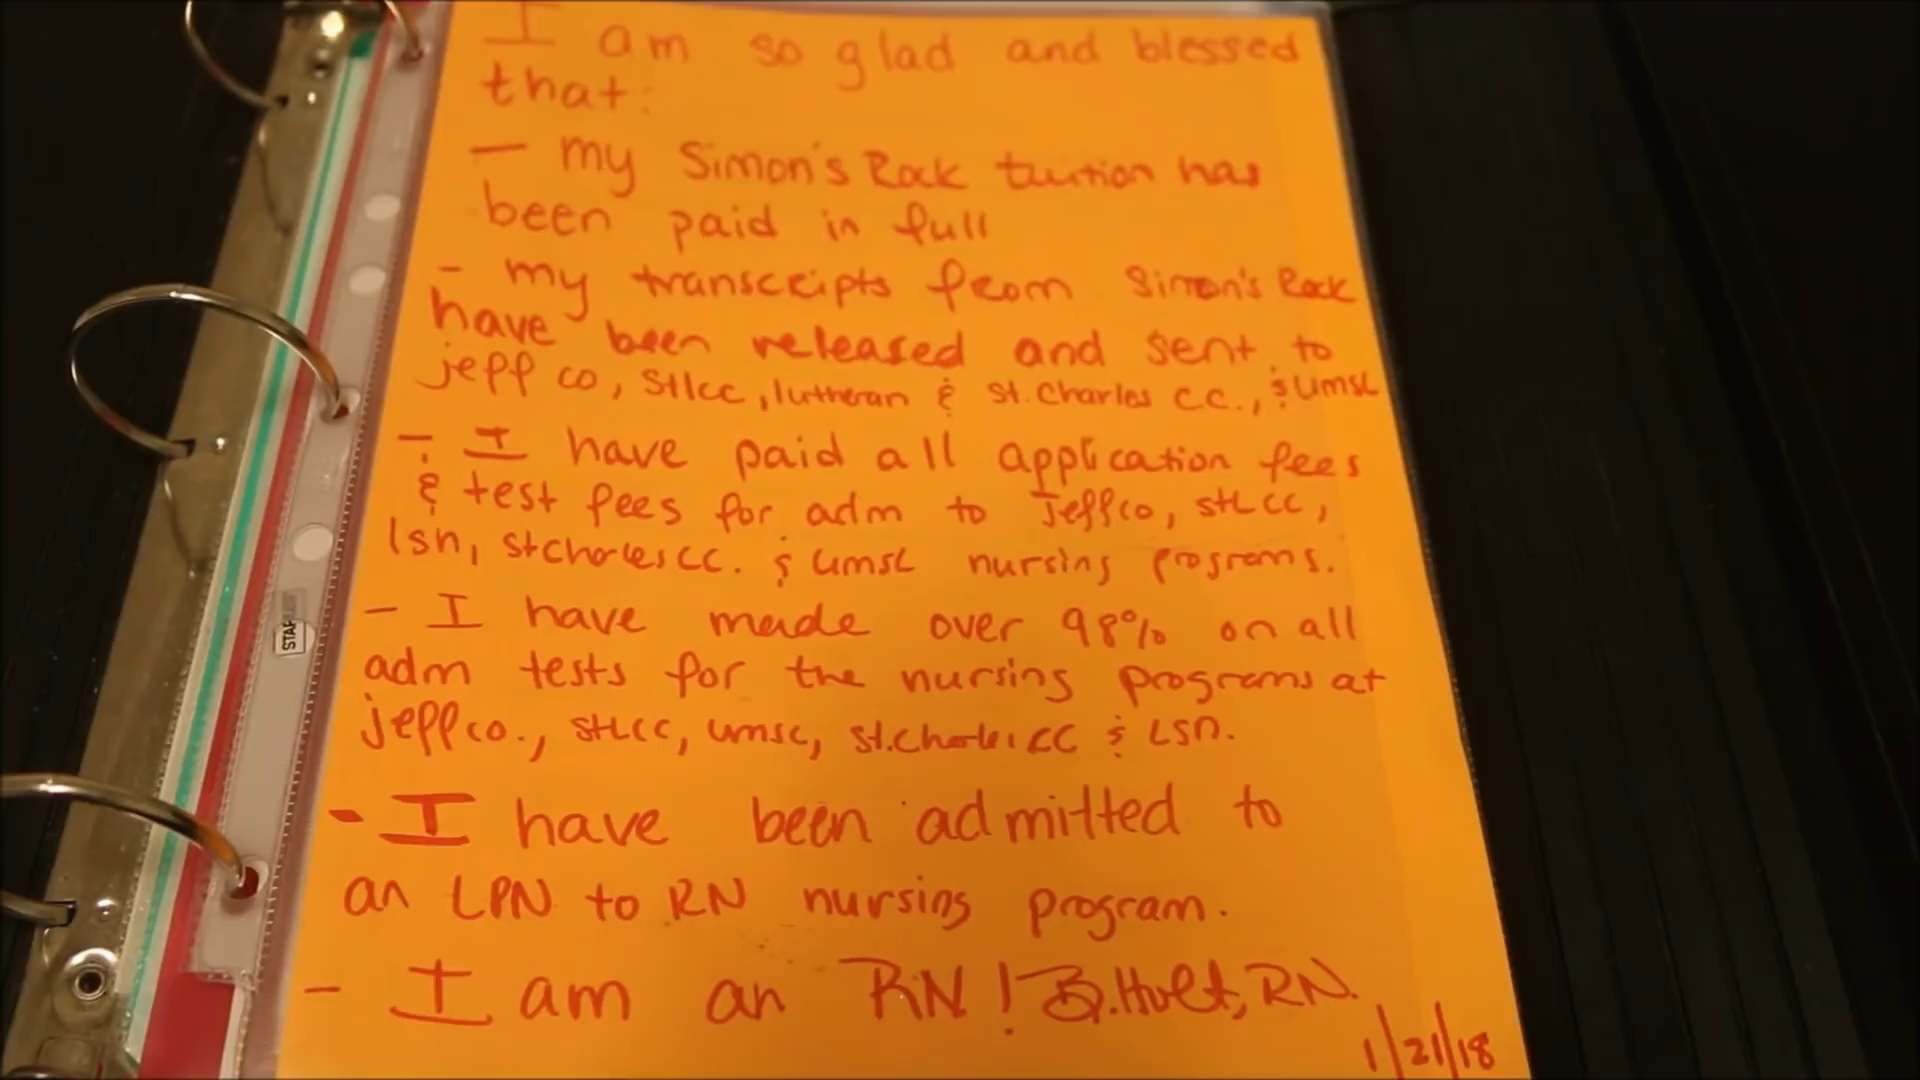 I am so glad and blessed
that:
- my Simon's Rock tuition has
been paid in full
- my transcripts from Simon's Rock
have been released and sent to
jeffco, stlcc, lutheran & St. Charles C.C., & UMSL
- I have paid all application fees
& test fees for adm to Jeffco, stLCC,
lsn, stCharles CC. & UMSL nursing programs.
- I have made over 98% on all
adm tests for the nursing programs at
jeffco., stLCC, UMSL, St.Charles CC & LSN.
- I have been admitted to
an LPN to RN nursing program.
- I am an RN! B.Holt, RN.
1/21/18